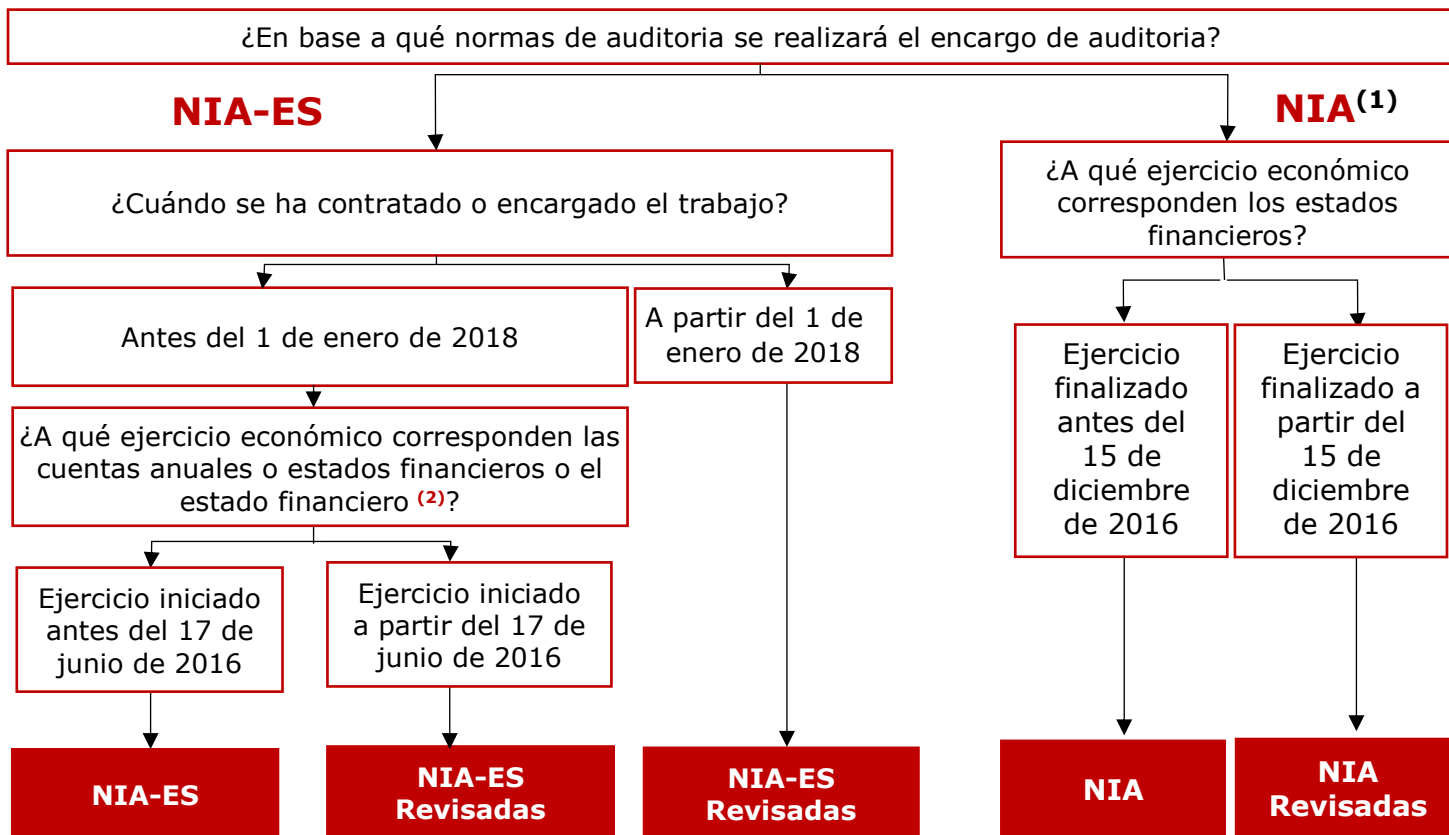 ¿En base a qué normas de auditoria se realizará el encargo de auditoria?
NIA-ES
NIA(1)
¿Cuándo se ha contratado o encargado el trabajo?
¿A qué ejercicio económico
corresponden los estados
financieros?
Antes del 1 de enero de 2018
A partir del 1 de
enero de 2018
Ejercicio
finalizado
antes del
15 de
diciembre
de 2016
Ejercicio
finalizado a
partir del
15 de
diciembre
de 2016
¿A qué ejercicio económico corresponden las
cuentas anuales o estados financieros o el
estado financiero (2)?
Ejercicio iniciado
antes del 17 de
junio de 2016
Ejercicio iniciado
a partir del 17 de
junio de 2016
NIA-ES
NIA-ES
Revisadas
NIA-ES
Revisadas
NIA
NIA
Revisadas